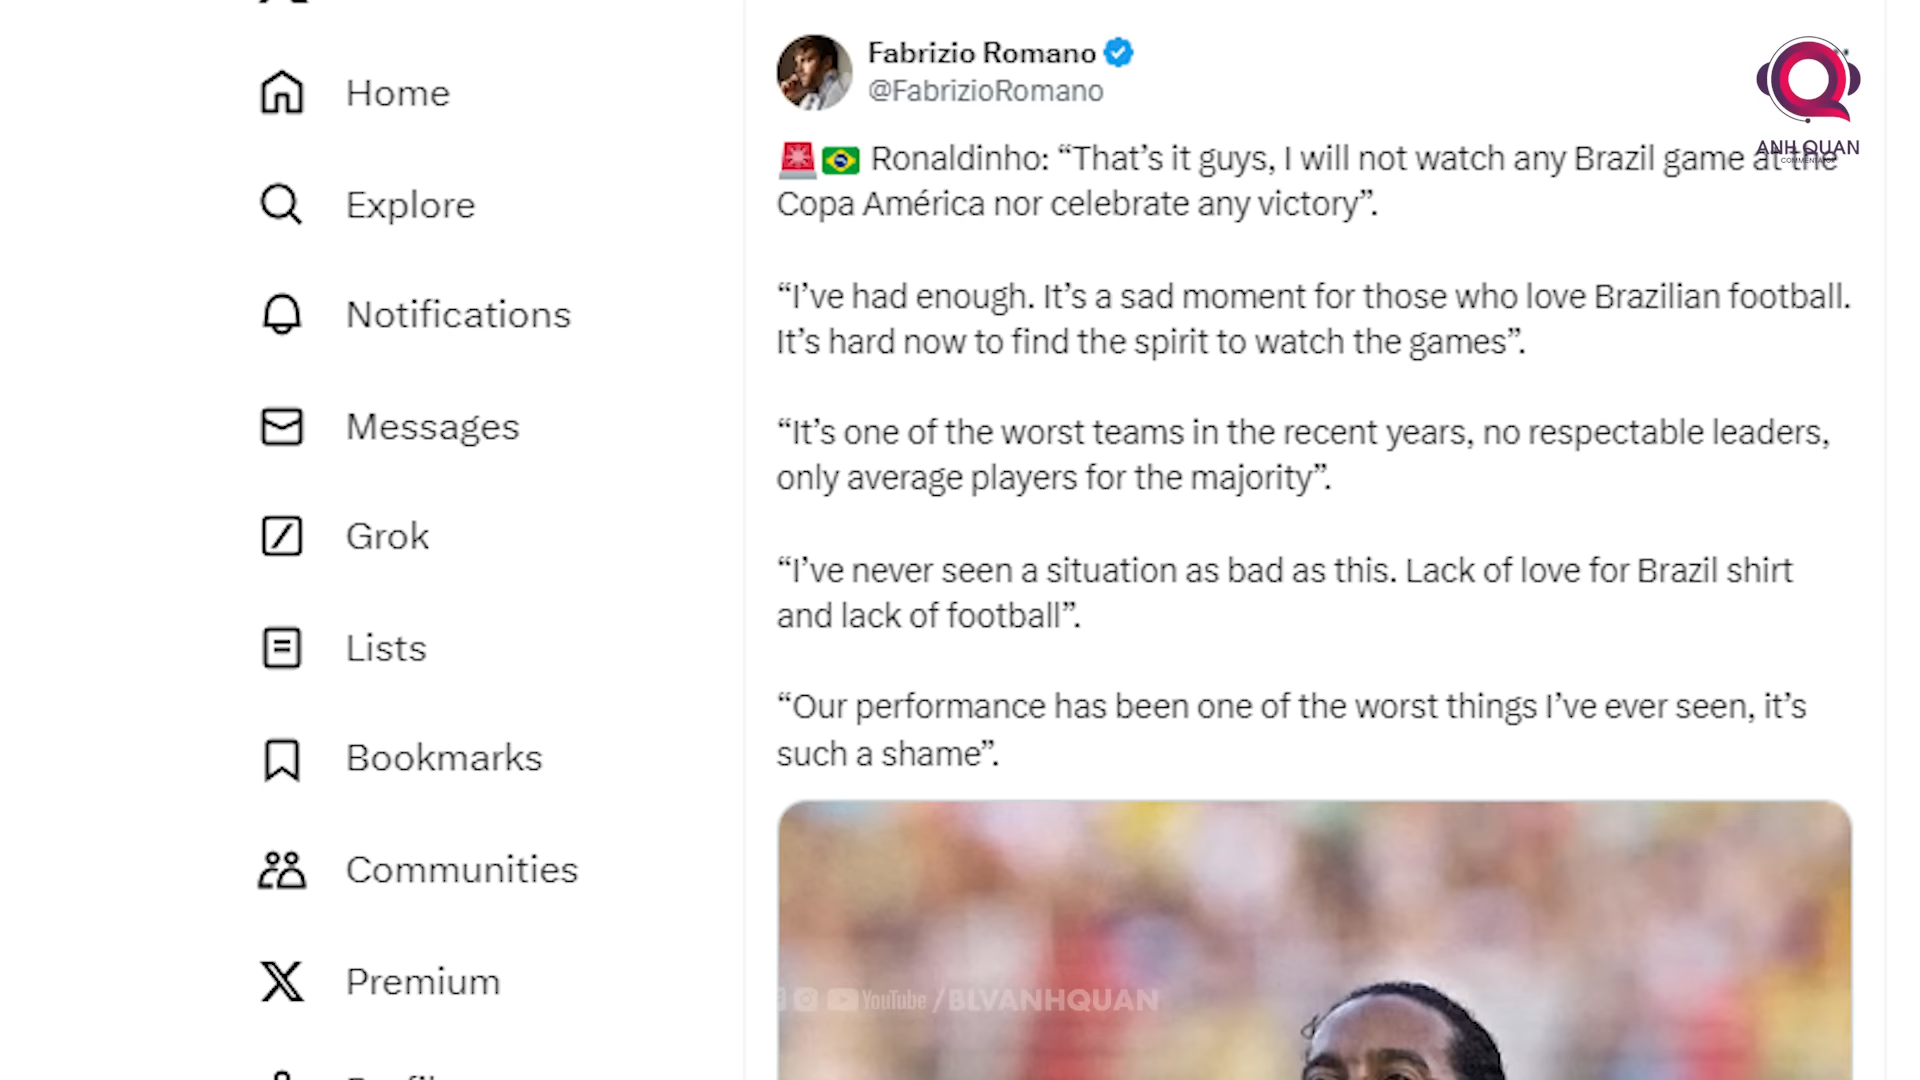 Home
Explore
Notifications
Messages
Grok
Lists
Bookmarks
Communities
Premium
Fabrizio Romano
@FabrizioRomano
Ronaldinho: “That’s it guys, I will not watch any Brazil game at the
Copa América nor celebrate any victory”.
“I’ve had enough. It’s a sad moment for those who love Brazilian football.
It’s hard now to find the spirit to watch the games”.
“It’s one of the worst teams in the recent years, no respectable leaders,
only average players for the majority”.
“I’ve never seen a situation as bad as this. Lack of love for Brazil shirt
and lack of football”.
“Our performance has been one of the worst things I’ve ever seen, it’s
such a shame”.
ANH QUAN
COMMENTATOR
YouTube /BLVANHQUAN